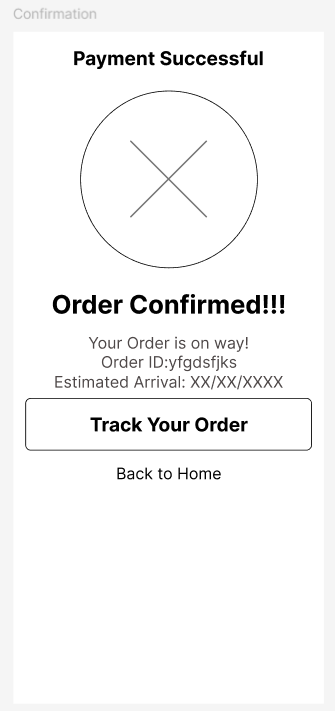 Confirmation
Payment Successful
Order Confirmed!!!
Your Order is on way!
Order ID:yfgdsfjks
Estimated Arrival: XX/XX/XXXX
Track Your Order
Back to Home